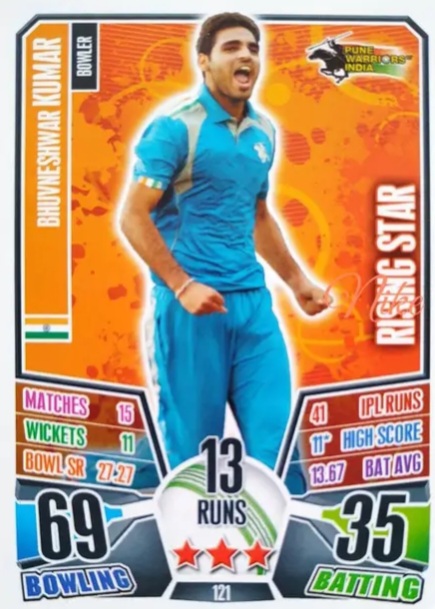 BHUVNESHWAR KUMAR
BOWLER
PUNE
WARRIORS
INDIA
RISING STAR
Nike
MATCHES 15
WICKETS 11
BOWL SR 27.27
41 IPL RUNS
11* HIGH SCORE
13.67 BAT AVG
13
RUNS
69
BOWLING
35
BATTING
121